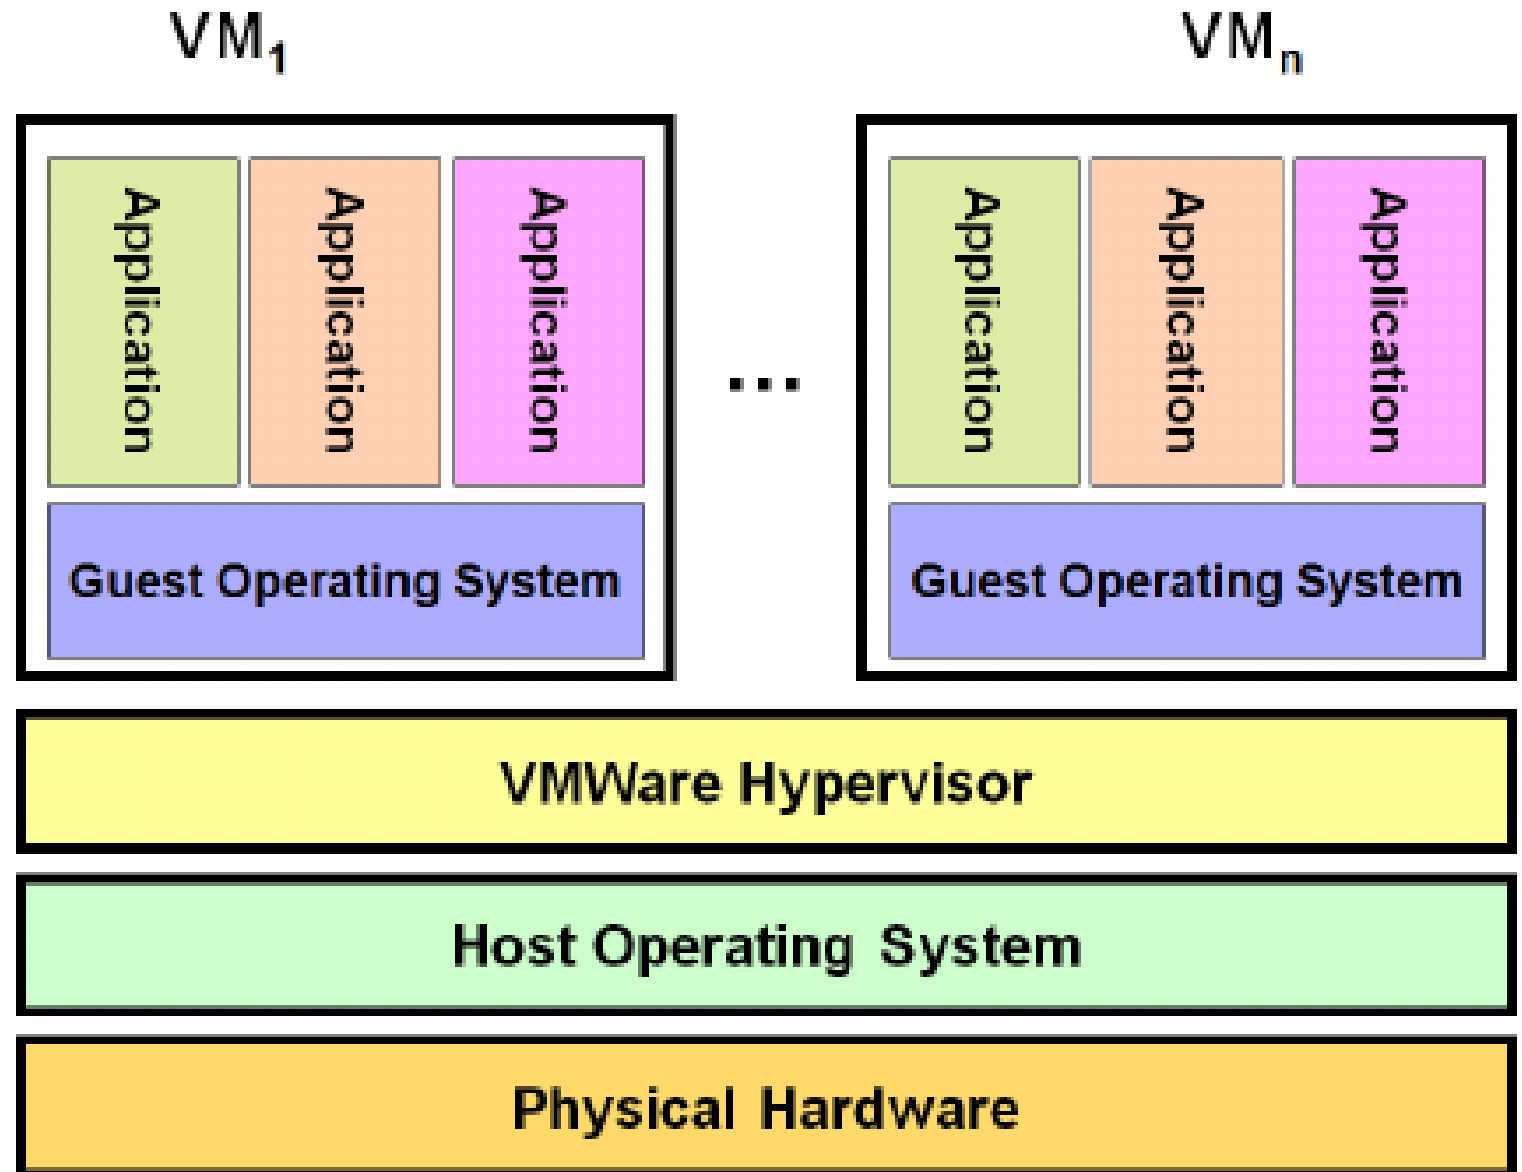 VM₁
VMₙ
Application
Application
Application
...
Application
Application
Application
Guest Operating System
Guest Operating System
VMWare Hypervisor
Host Operating System
Physical Hardware